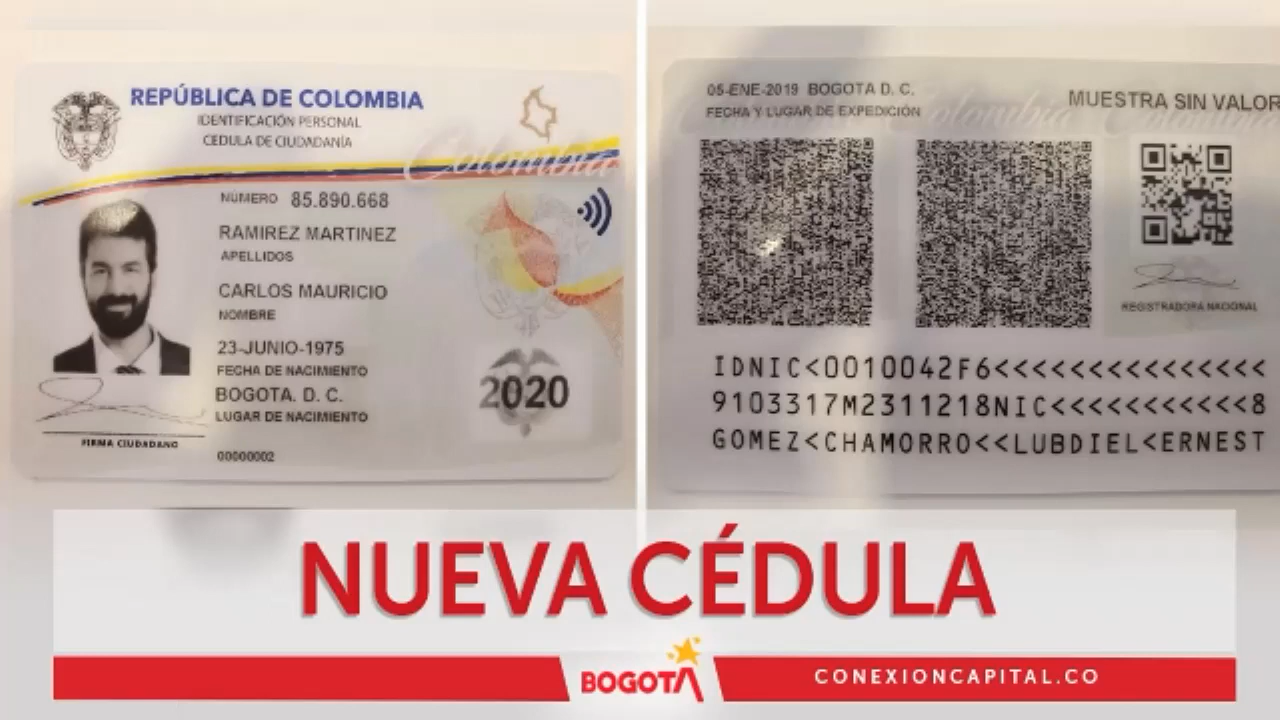 REPÚBLICA DE COLOMBIA
IDENTIFICACIÓN PERSONAL
CEDULA DE CIUDADANÍA
Colombia
NÚMERO 85.890.668
RAMIREZ MARTINEZ
APELLIDOS
CARLOS MAURICIO
NOMBRE
23-JUNIO-1975
FECHA DE NACIMIENTO
BOGOTA. D. C.
LUGAR DE NACIMIENTO
FIRMA CIUDADANO
00000002
2020
05-ENE-2019 BOGOTA D. C.
FECHA Y LUGAR DE EXPEDICIÓN
MUESTRA SIN VALOR
Colombia
REGISTRADORA NACIONAL
IDNIC<0010042F6<<<<<<<<<<<<<<<
9103317M2311218NIC<<<<<<<<<<<8
GOMEZ<CHAMORRO<<LUBDIEL<ERNEST
NUEVA CÉDULA
BOGOTA
CONEXIONCAPITAL.CO